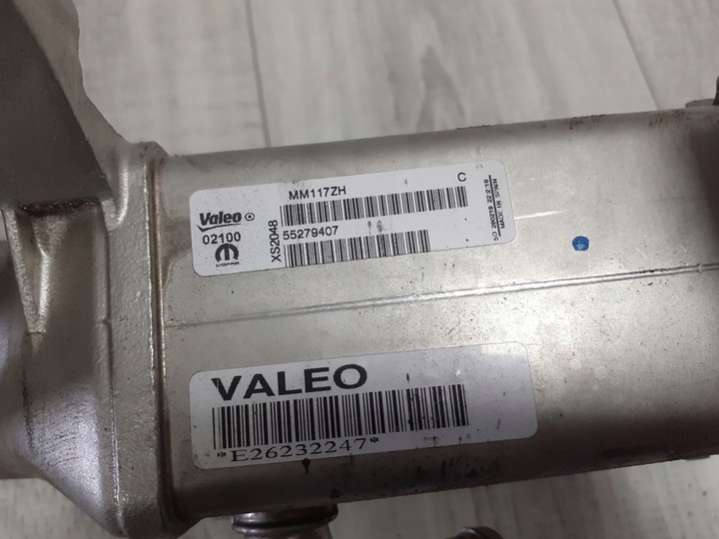 MM117ZH
C
Valeo
02100
XS2048
55279407
VALEO
*E26232247*